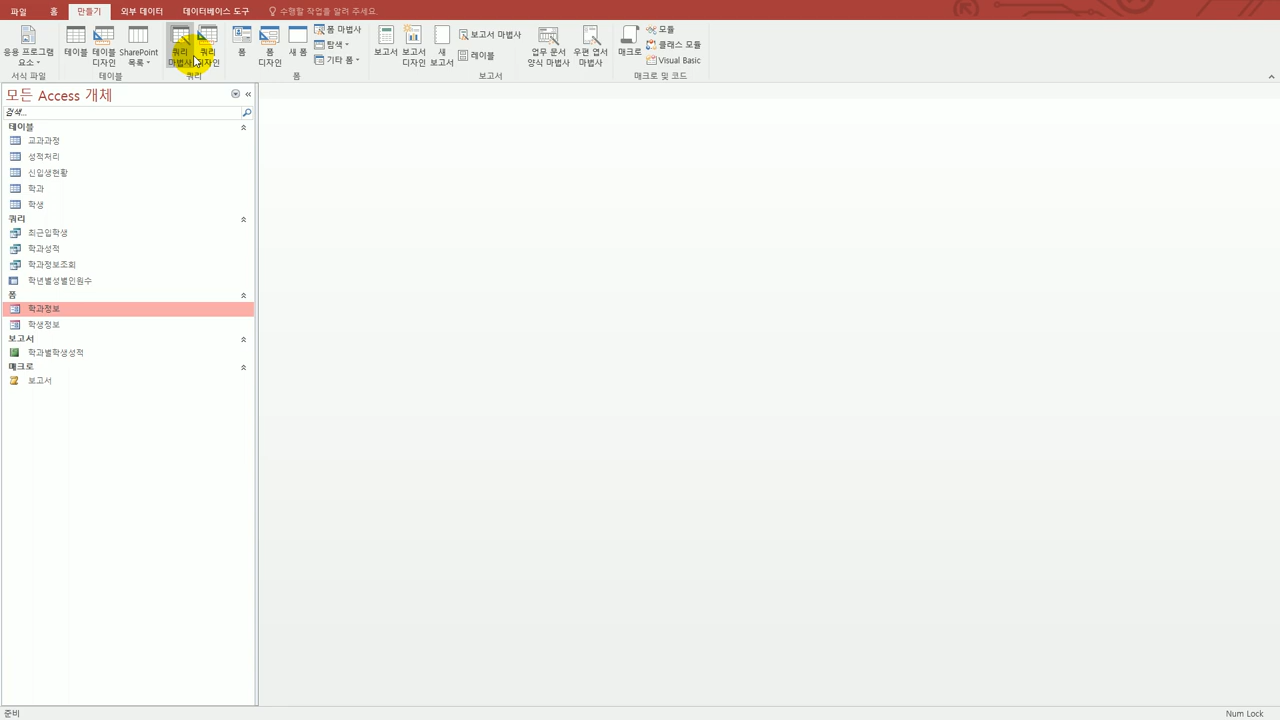 파일 홈 만들기 외부 데이터 데이터베이스 도구 수행할 작업을 알려 주세요.
응용 프로그램 요소
테이블
테이블 디자인
SharePoint 목록
쿼리 마법사
쿼리 디자인
폼
폼 디자인
새 폼
폼 마법사
탐색
기타 폼
보고서
보고서 디자인
새 보고서
보고서 마법사
레이블
업무 문서 양식 마법사
우편 엽서 마법사
매크로
모듈
클래스 모듈
Visual Basic
서식 파일 테이블 쿼리 폼 보고서 매크로 및 코드
모든 Access 개체
검색...
테이블
교과과정
성적처리
신입생현황
학과
학생
쿼리
최근입학생
학과성적
학과정보조회
학년별성별인원수
폼
학과정보
학생정보
보고서
학과별학생성적
매크로
보고서
준비 Num Lock